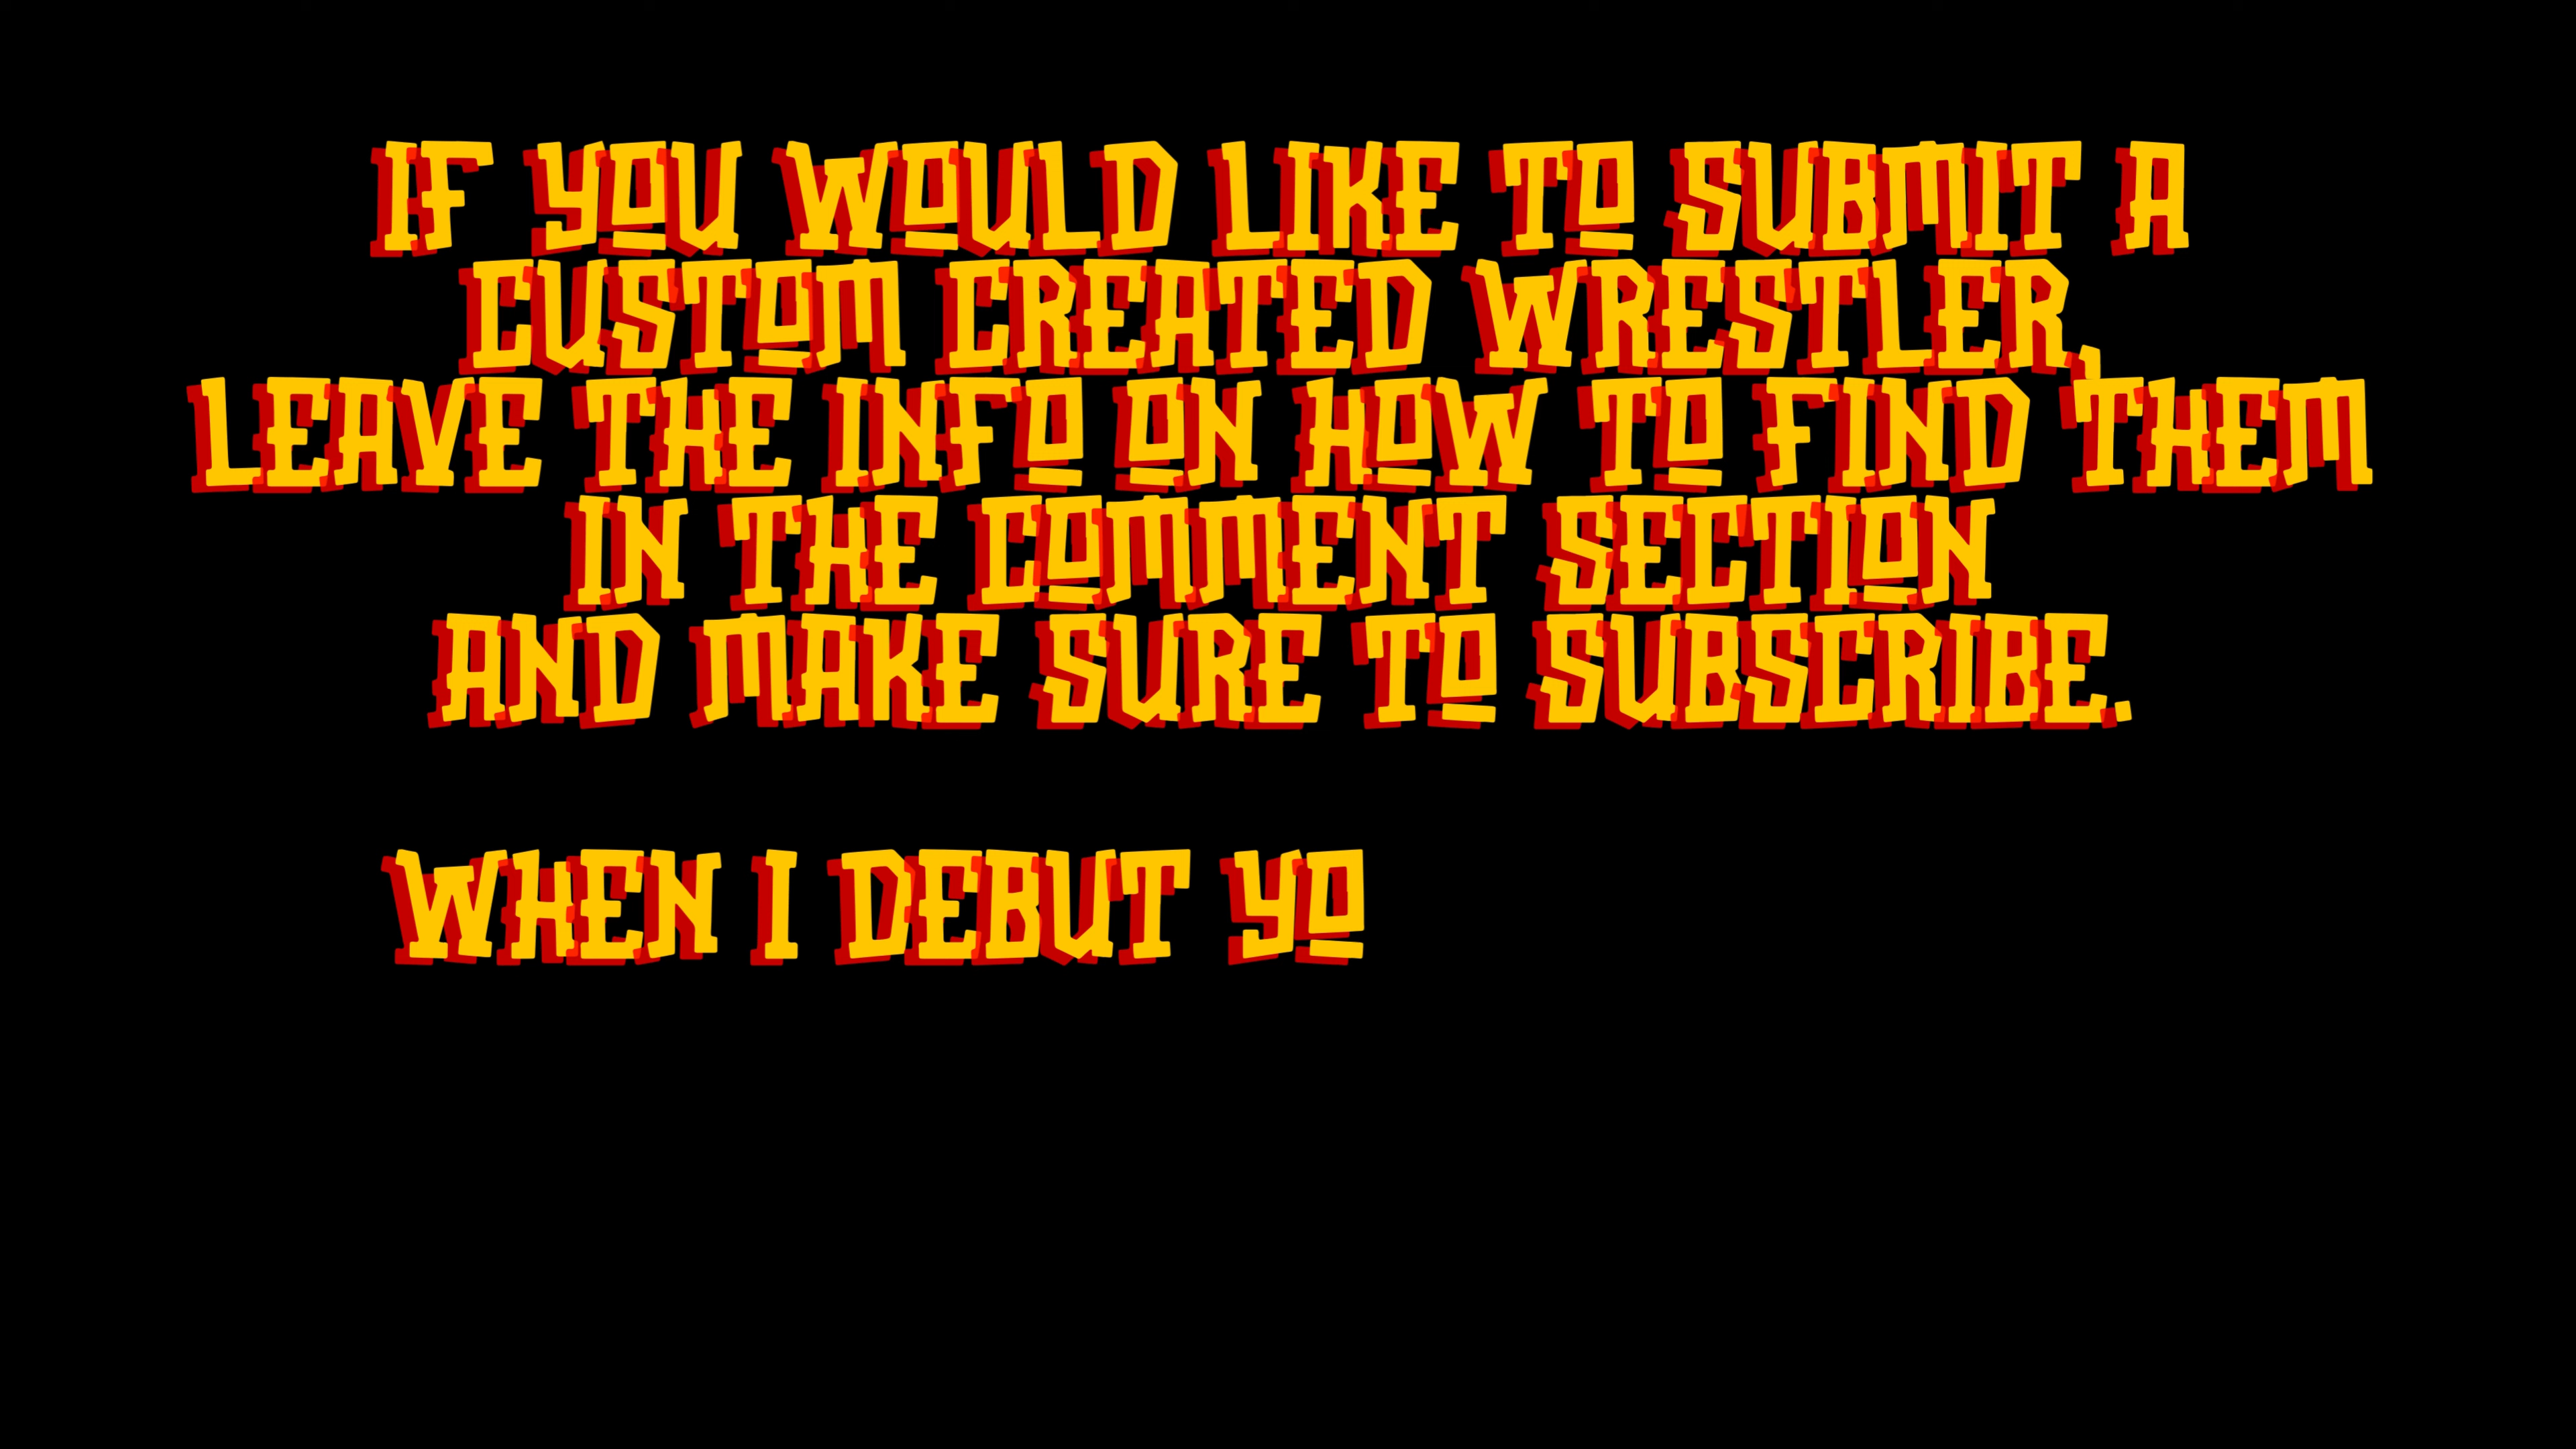 IF YOU WOULD LIKE TO SUBMIT A
CUSTOM CREATED WRESTLER,
LEAVE THE INFO ON HOW TO FIND THEM
IN THE COMMENT SECTION
AND MAKE SURE TO SUBSCRIBE.
WHEN I DEBUT YO